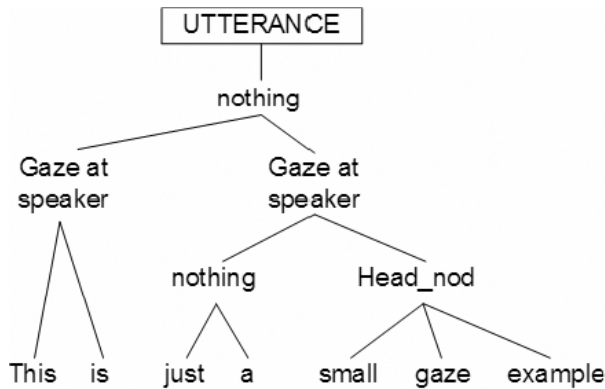 UTTERANCE
nothing
Gaze at
speaker
Gaze at
speaker
nothing
Head_nod
This is just a small gaze example